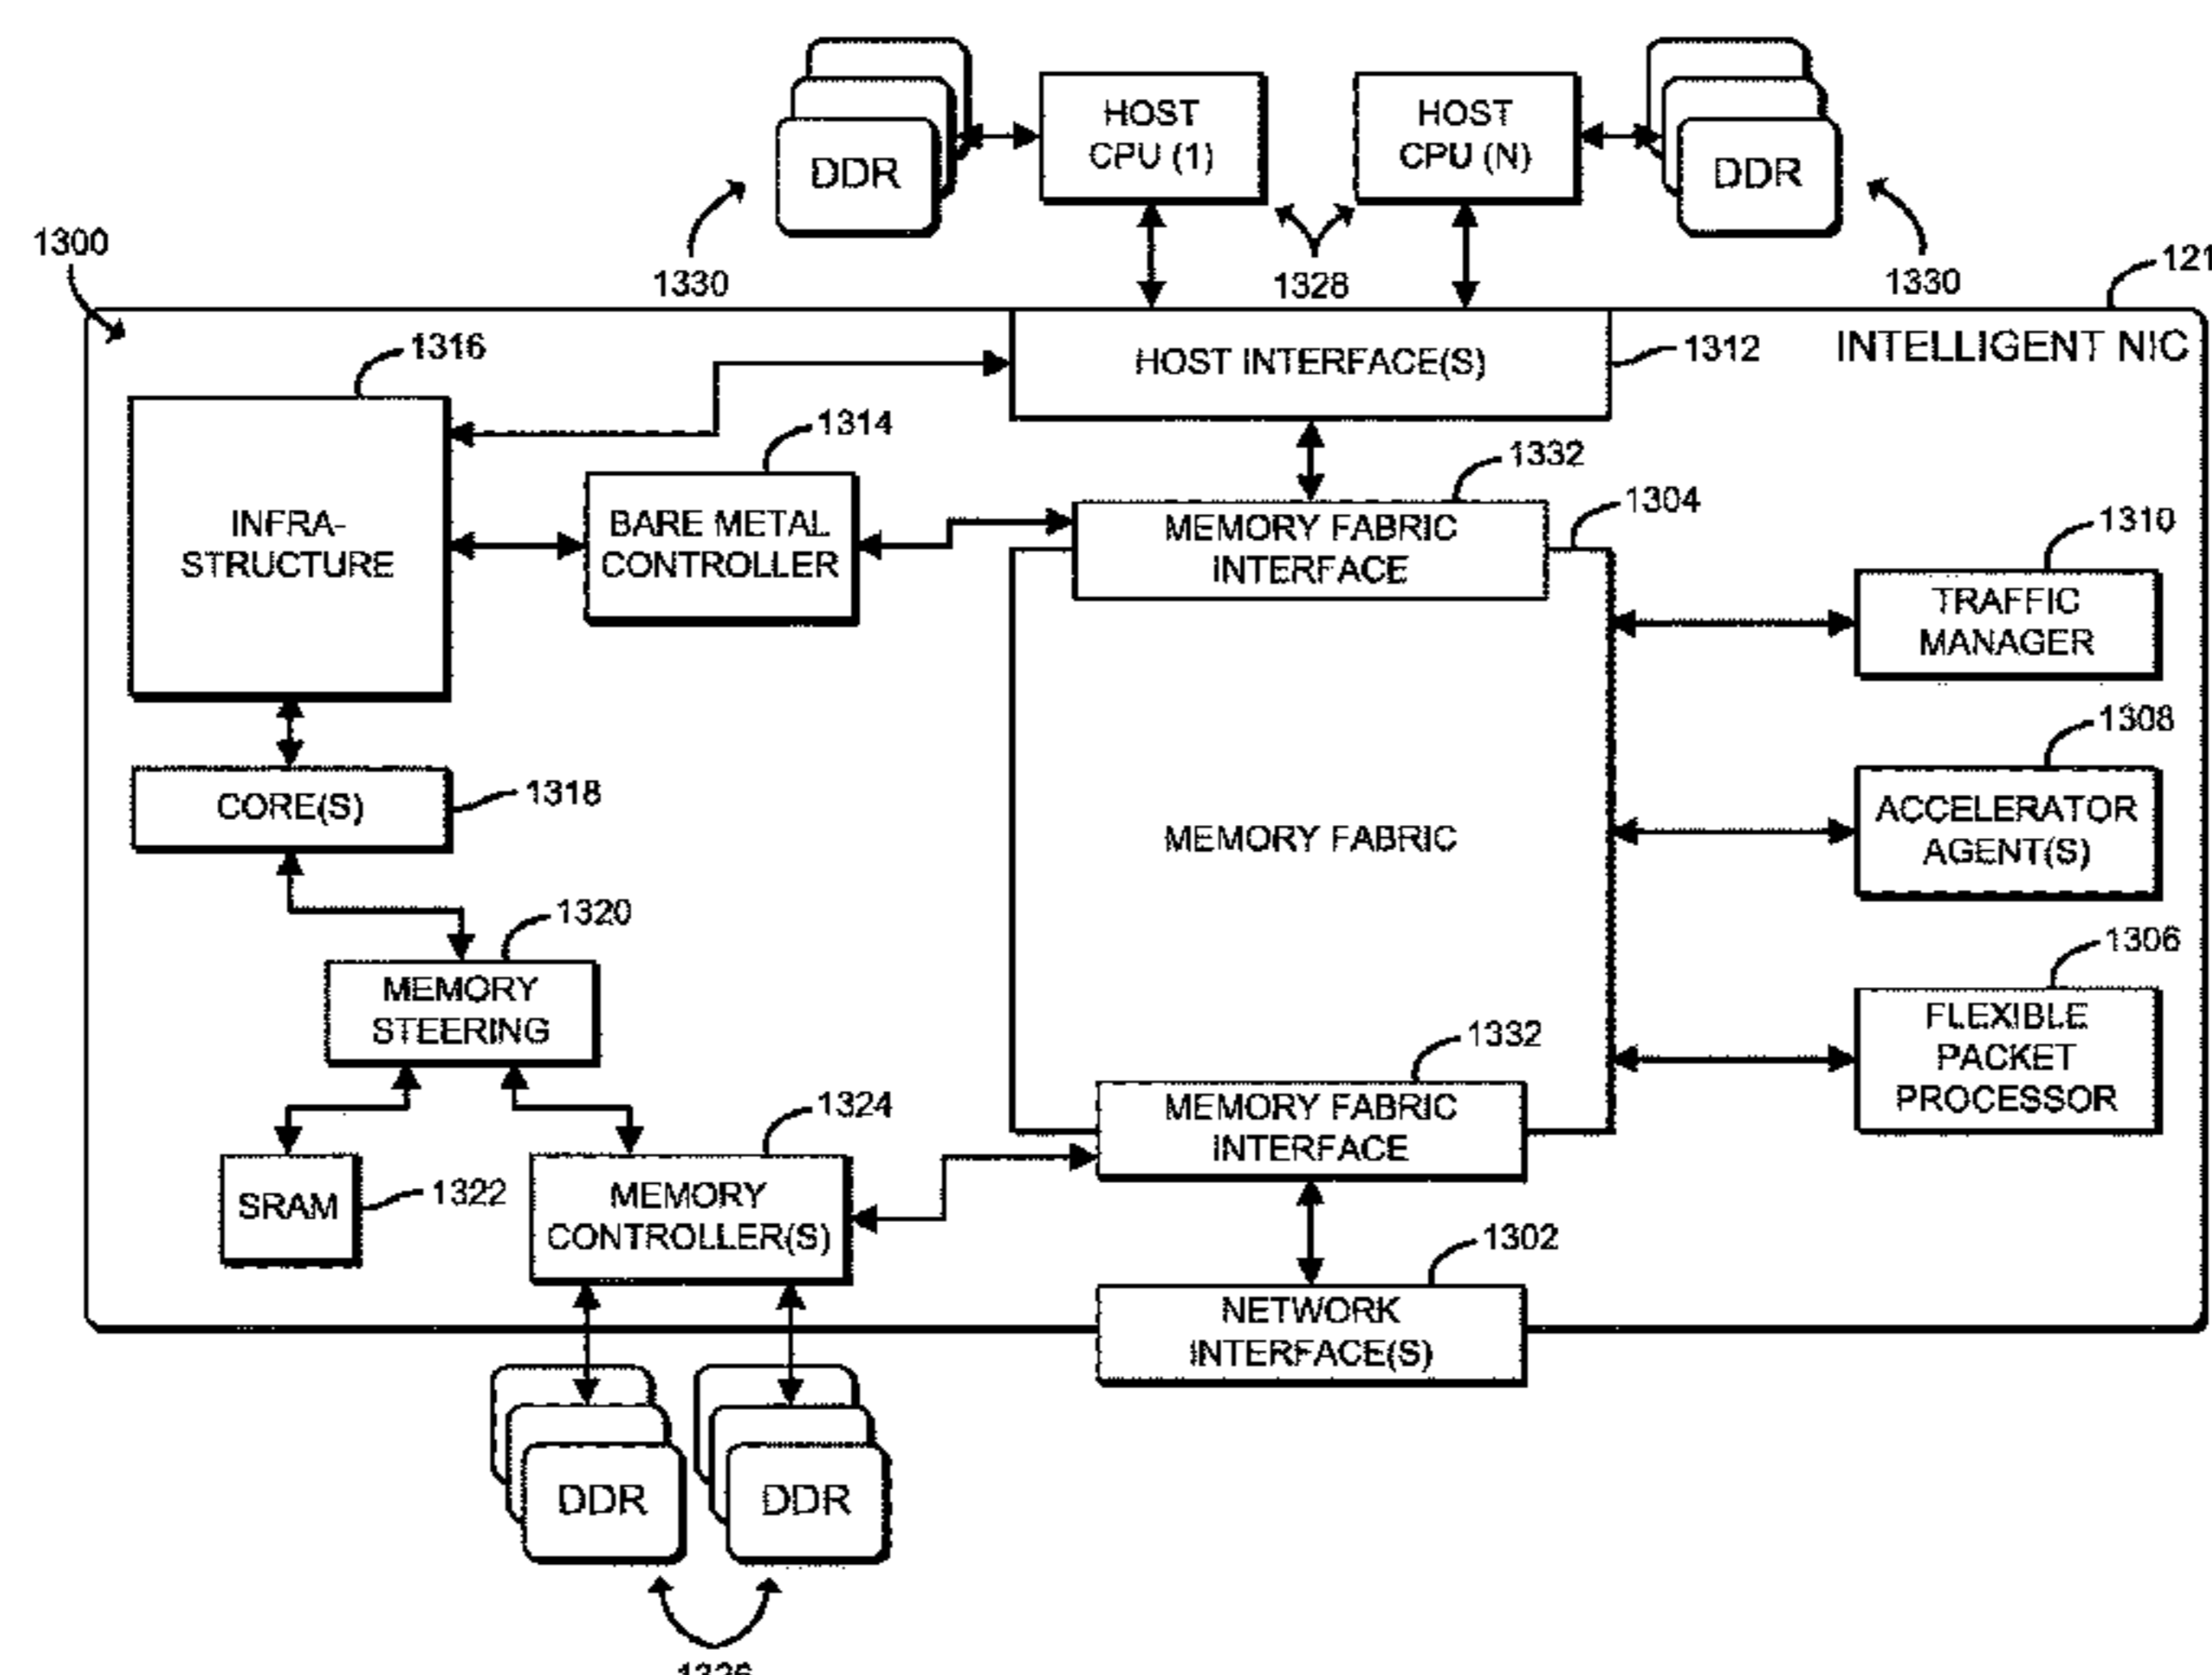 HOST
CPU (1)
HOST
CPU (N)
DDR
DDR
1300
1330
1328
1330
121
1316
HOST INTERFACE(S)
1312
INTELLIGENT NIC
1314
1332
1304
INFRA-
STRUCTURE
BARE METAL
CONTROLLER
MEMORY FABRIC
INTERFACE
1310
TRAFFIC
MANAGER
1308
CORE(S)
1318
MEMORY FABRIC
ACCELERATOR
AGENT(S)
1320
1306
MEMORY
STEERING
1332
FLEXIBLE
PACKET
PROCESSOR
1324
MEMORY FABRIC
INTERFACE
SRAM
1322
MEMORY
CONTROLLER(S)
1302
NETWORK
INTERFACE(S)
DDR
DDR
1326